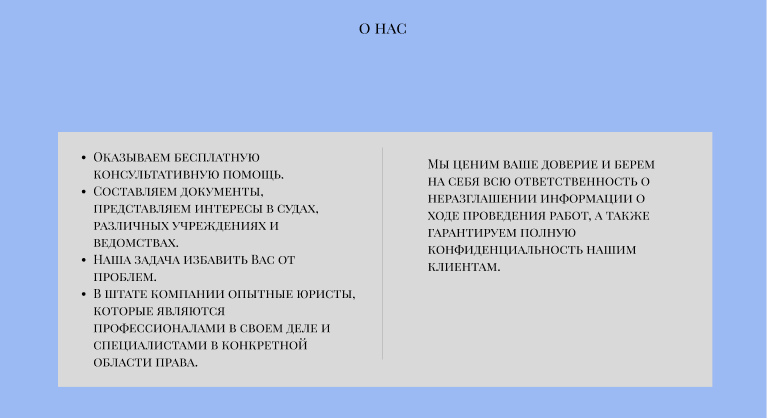 О НАС
• Оказываем бесплатную
консультативную помощь.
• Составляем документы,
представляем интересы в судах,
различных учреждениях и
ведомствах.
• Наша задача избавить Вас от
проблем.
• В штате компании опытные юристы,
которые являются
профессионалами в своем деле и
специалистами в конкретной
области права.
Мы ценим ваше доверие и берем
на себя всю ответственность о
неразглашении информации о
ходе проведения работ, а также
гарантируем полную
конфиденциальность нашим
клиентам.